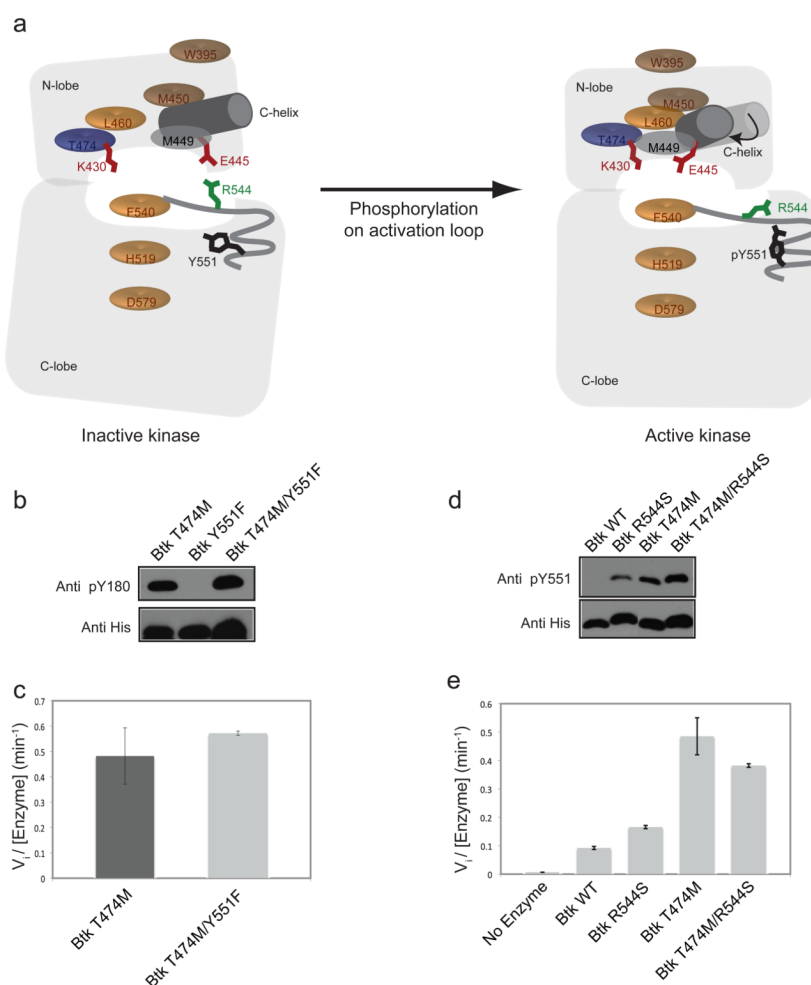 a
W395
N-lobe
M450
L460
C-helix
T474
M449
K430
E445
R544
F540
Y551
H519
D579
C-lobe
Inactive kinase
Phosphorylation
on activation loop
W395
N-lobe
M450
L460
T474
M449
C-helix
K430
E445
R544
F540
pY551
H519
D579
C-lobe
Active kinase
b
Btk T474M
Btk Y551F
Btk T474M/Y551F
Anti pY180
Anti His
d
Btk WT
Btk R544S
Btk T474M
Btk T474M/R544S
Anti pY551
Anti His
c
Vi / [Enzyme] (min⁻¹)
0.7
0.6
0.5
0.4
0.3
0.2
0.1
0
Btk T474M
Btk T474M/Y551F
e
Vi / [Enzyme] (min⁻¹)
0.6
0.5
0.4
0.3
0.2
0.1
0
No Enzyme
Btk WT
Btk R544S
Btk T474M
Btk T474M/R544S